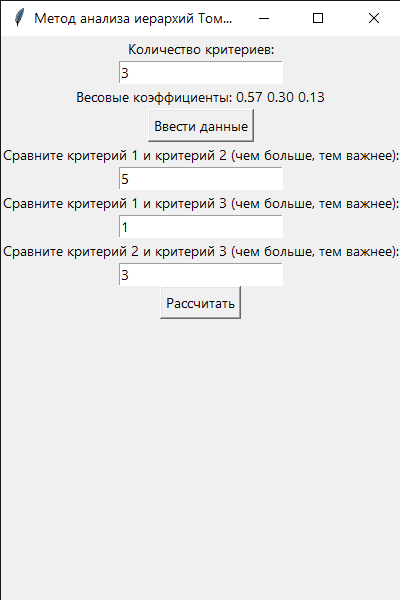 Метод анализа иерархий Том...
Количество критериев:
3
Весовые коэффициенты: 0.57 0.30 0.13
Ввести данные
Сравните критерий 1 и критерий 2 (чем больше, тем важнее):
5
Сравните критерий 1 и критерий 3 (чем больше, тем важнее):
1
Сравните критерий 2 и критерий 3 (чем больше, тем важнее):
3
Рассчитать